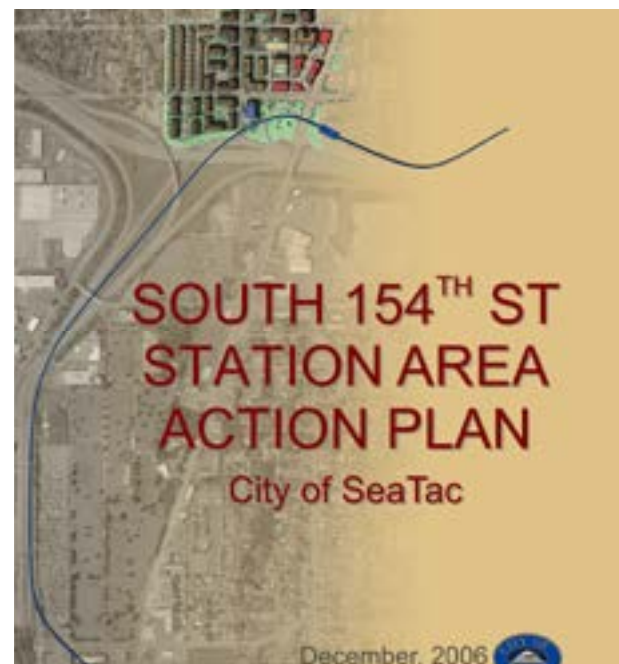 SOUTH 154TH ST
STATION AREA
ACTION PLAN
City of SeaTac
December, 2006